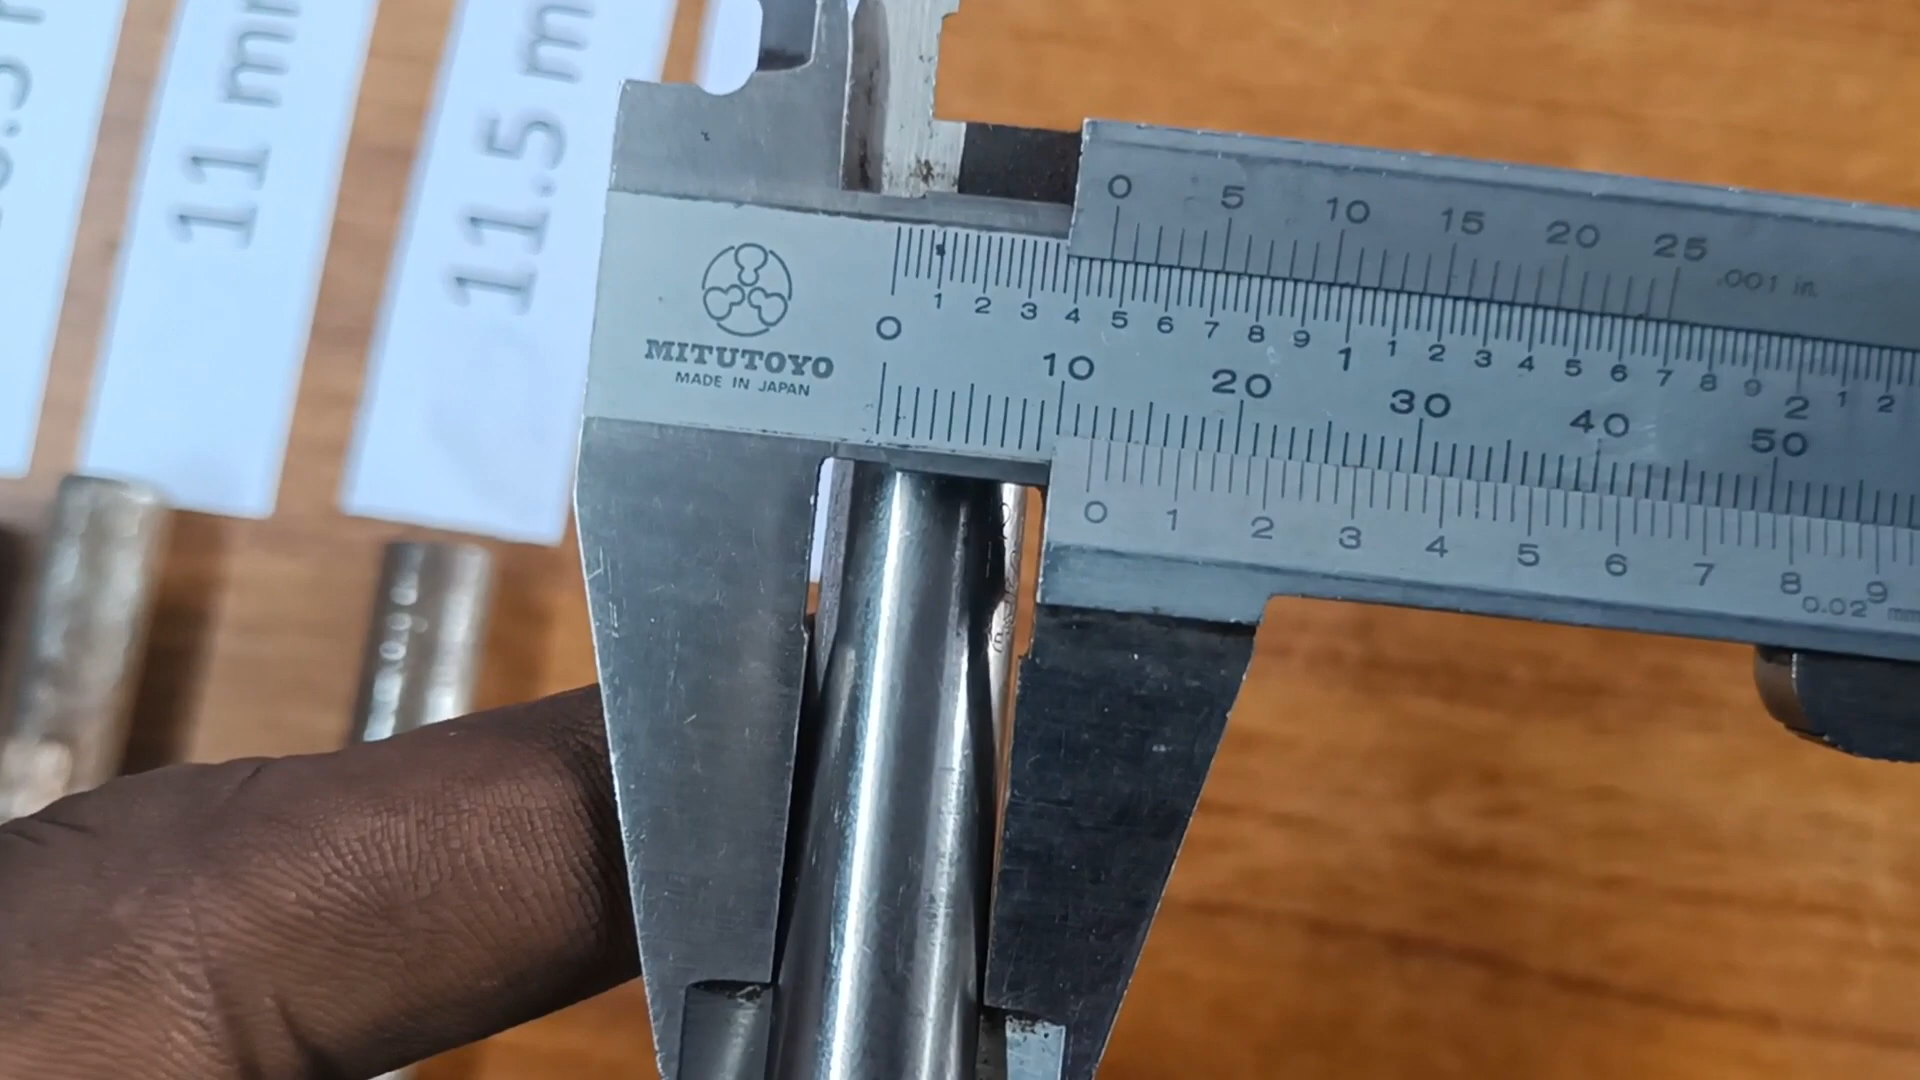 11 mm
11.5 m
0 5 10 15 20 25 .001 in.
1 2 3 4 5 6 7 8 9 1 1 2 3 4 5 6 7 8 9 2 1 2
MITUTOYO
MADE IN JAPAN
0 10 20 30 40 50
0 1 2 3 4 5 6 7 8 9
0.02 mm